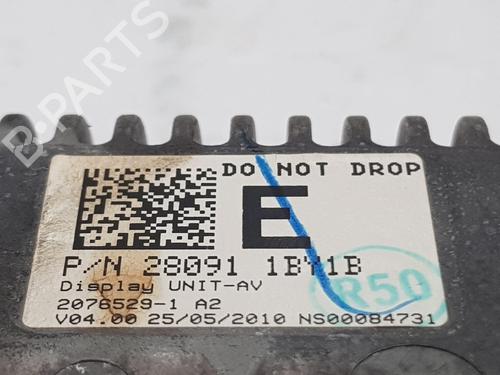 DO NOT DROP
E
P/N 28091 1BY1B
Display UNIT-AV
2076529-1 A2
V04.00 25/05/2010 NS00084731
R50
B-PARTS